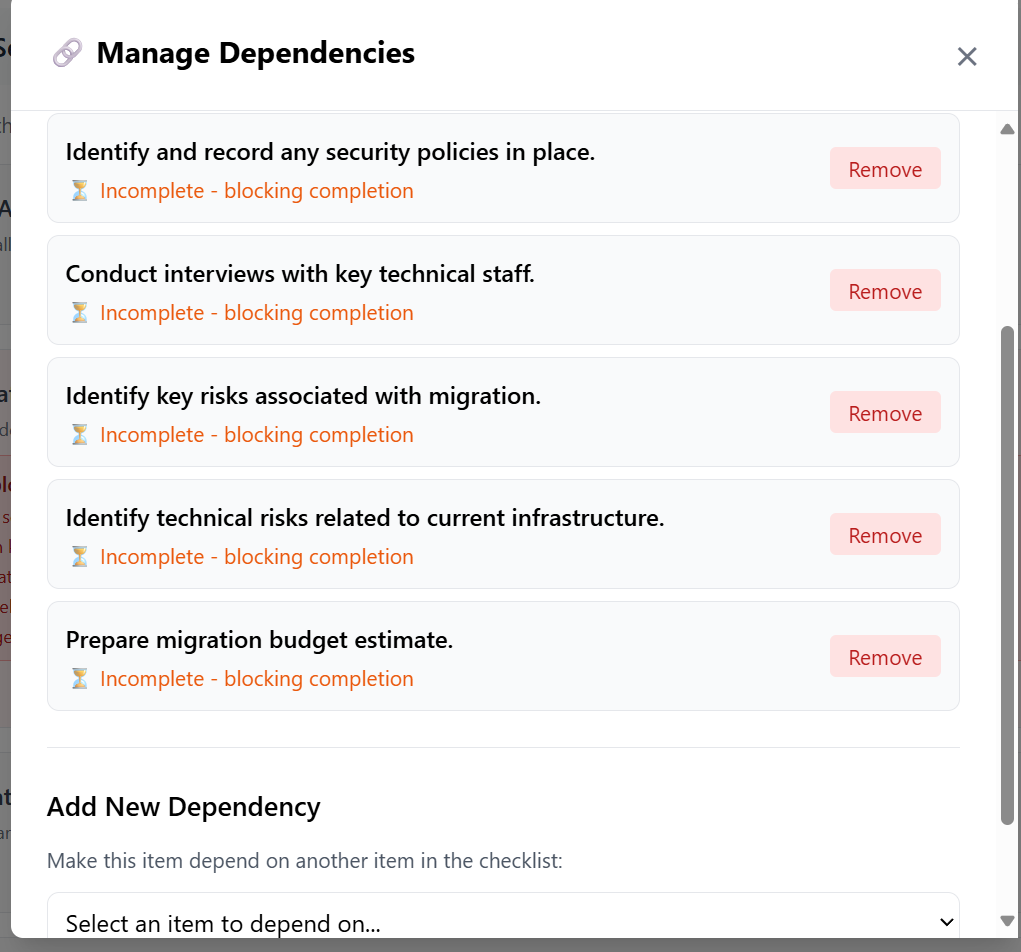 Manage Dependencies
Identify and record any security policies in place.
Incomplete - blocking completion
Remove
Conduct interviews with key technical staff.
Incomplete - blocking completion
Remove
Identify key risks associated with migration.
Incomplete - blocking completion
Remove
Identify technical risks related to current infrastructure.
Incomplete - blocking completion
Remove
Prepare migration budget estimate.
Incomplete - blocking completion
Remove
Add New Dependency
Make this item depend on another item in the checklist:
Select an item to depend on...